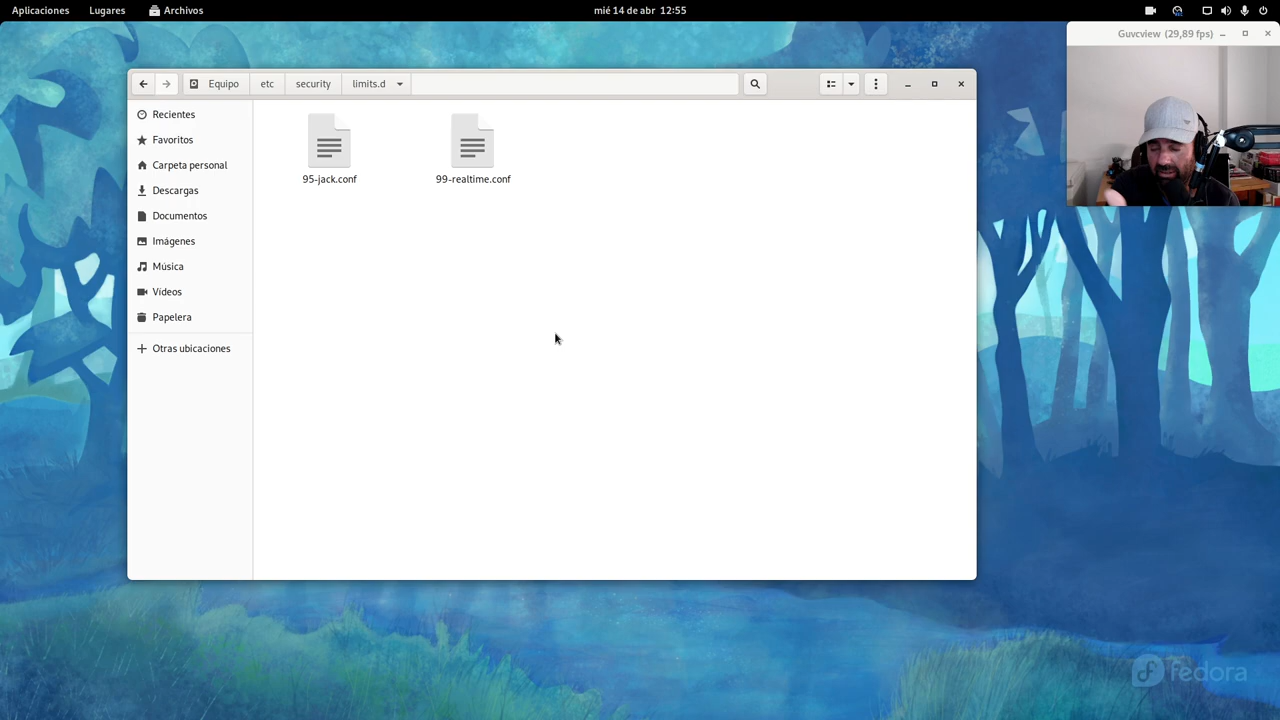 Aplicaciones Lugares Archivos mié 14 de abr 12:55
Guvcview (29,89 fps)
Equipo etc security limits.d
Recientes
Favoritos
Carpeta personal
Descargas
Documentos
Imágenes
Música
Vídeos
Papelera
Otras ubicaciones
95-jack.conf 99-realtime.conf
fedora